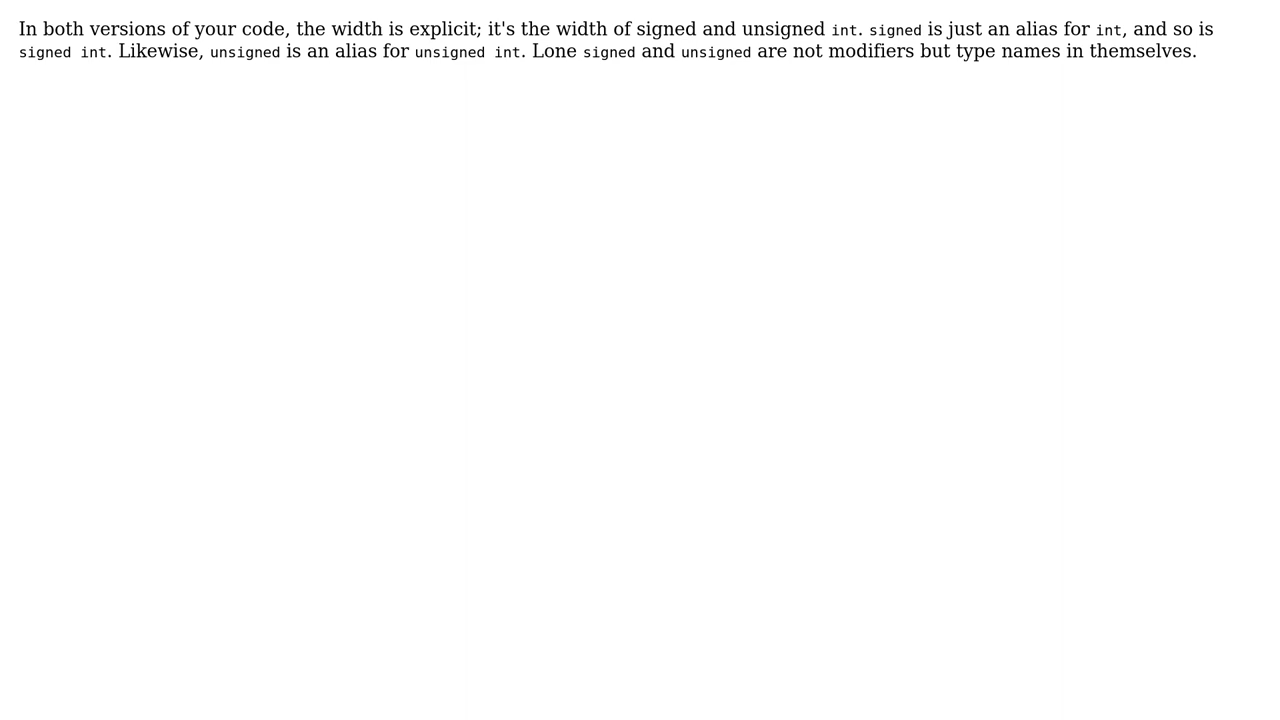 In both versions of your code, the width is explicit; it's the width of signed and unsigned int. signed is just an alias for int, and so is
signed int. Likewise, unsigned is an alias for unsigned int. Lone signed and unsigned are not modifiers but type names in themselves.